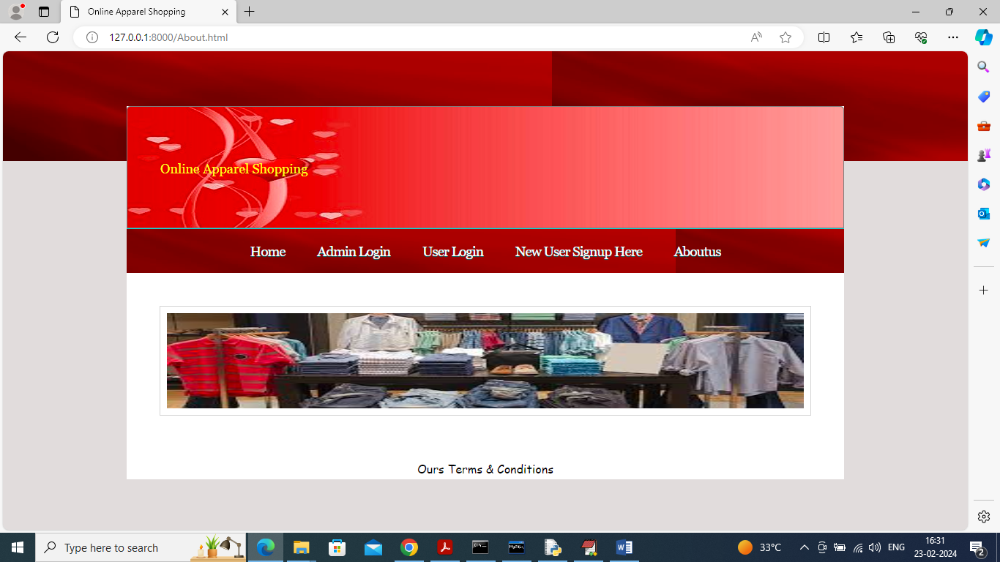 Online Apparel Shopping
127.0.0.1:8000/About.html
Online Apparel Shopping
Home Admin Login User Login New User Signup Here Aboutus
Ours Terms & Conditions
Type here to search
33°C
ENG
16:31
23-02-2024
2